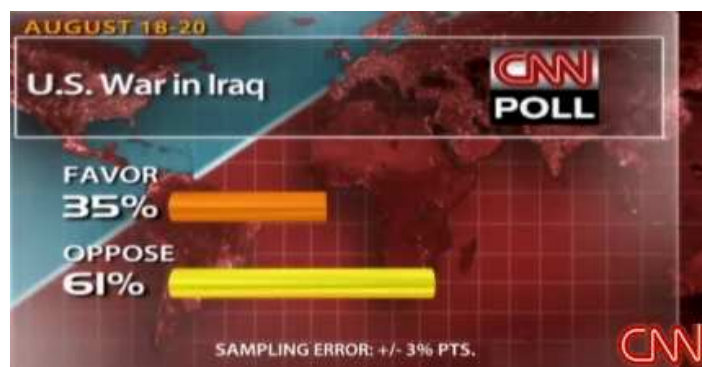 AUGUST 18-20
U.S. War in Iraq
CNN
POLL
FAVOR
35%
OPPOSE
61%
SAMPLING ERROR: +/- 3% PTS.
CNN